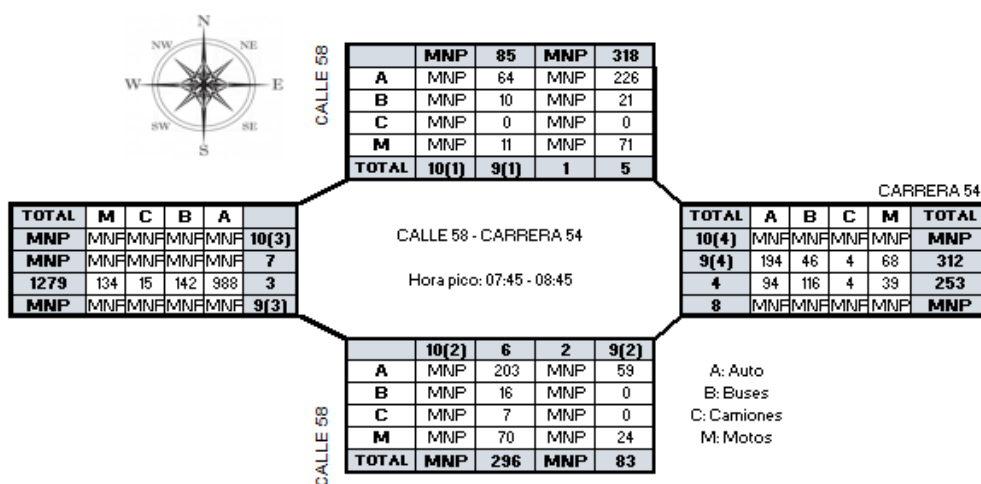 N
NW NE
W E
SW SE
S
CALLE 58
MNP 85 MNP 318
A MNP 64 MNP 226
B MNP 10 MNP 21
C MNP 0 MNP 0
M MNP 11 MNP 71
TOTAL 10(1) 9(1) 1 5
TOTAL M C B A
MNP MNP MNP MNP MNP 10(3)
MNP MNP MNP MNP MNP 7
1279 134 15 142 988 3
MNP MNP MNP MNP MNP 9(3)
CALLE 58 - CARRERA 54
Hora pico: 07:45 - 08:45
CARRERA 54
TOTAL A B C M TOTAL
10(4) MNP MNP MNP MNP MNP
9(4) 194 46 4 68 312
4 94 116 4 39 253
8 MNP MNP MNP MNP MNP
CALLE 58
10(2) 6 2 9(2)
A MNP 203 MNP 59
B MNP 16 MNP 0
C MNP 7 MNP 0
M MNP 70 MNP 24
TOTAL MNP 296 MNP 83
A: Auto
B: Buses
C: Camiones
M: Motos